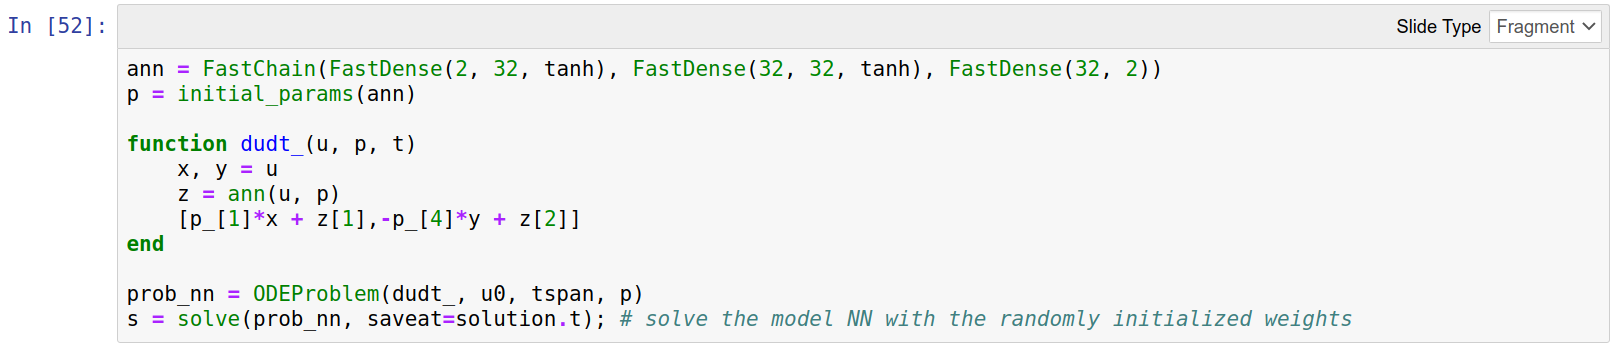 In [52]:
Slide Type Fragment
ann = FastChain(FastDense(2, 32, tanh), FastDense(32, 32, tanh), FastDense(32, 2))
p = initial_params(ann)
function dudt_(u, p, t)
    x, y = u
    z = ann(u, p)
    [p_[1]*x + z[1],-p_[4]*y + z[2]]
end
prob_nn = ODEProblem(dudt_, u0, tspan, p)
s = solve(prob_nn, saveat=solution.t); # solve the model NN with the randomly initialized weights